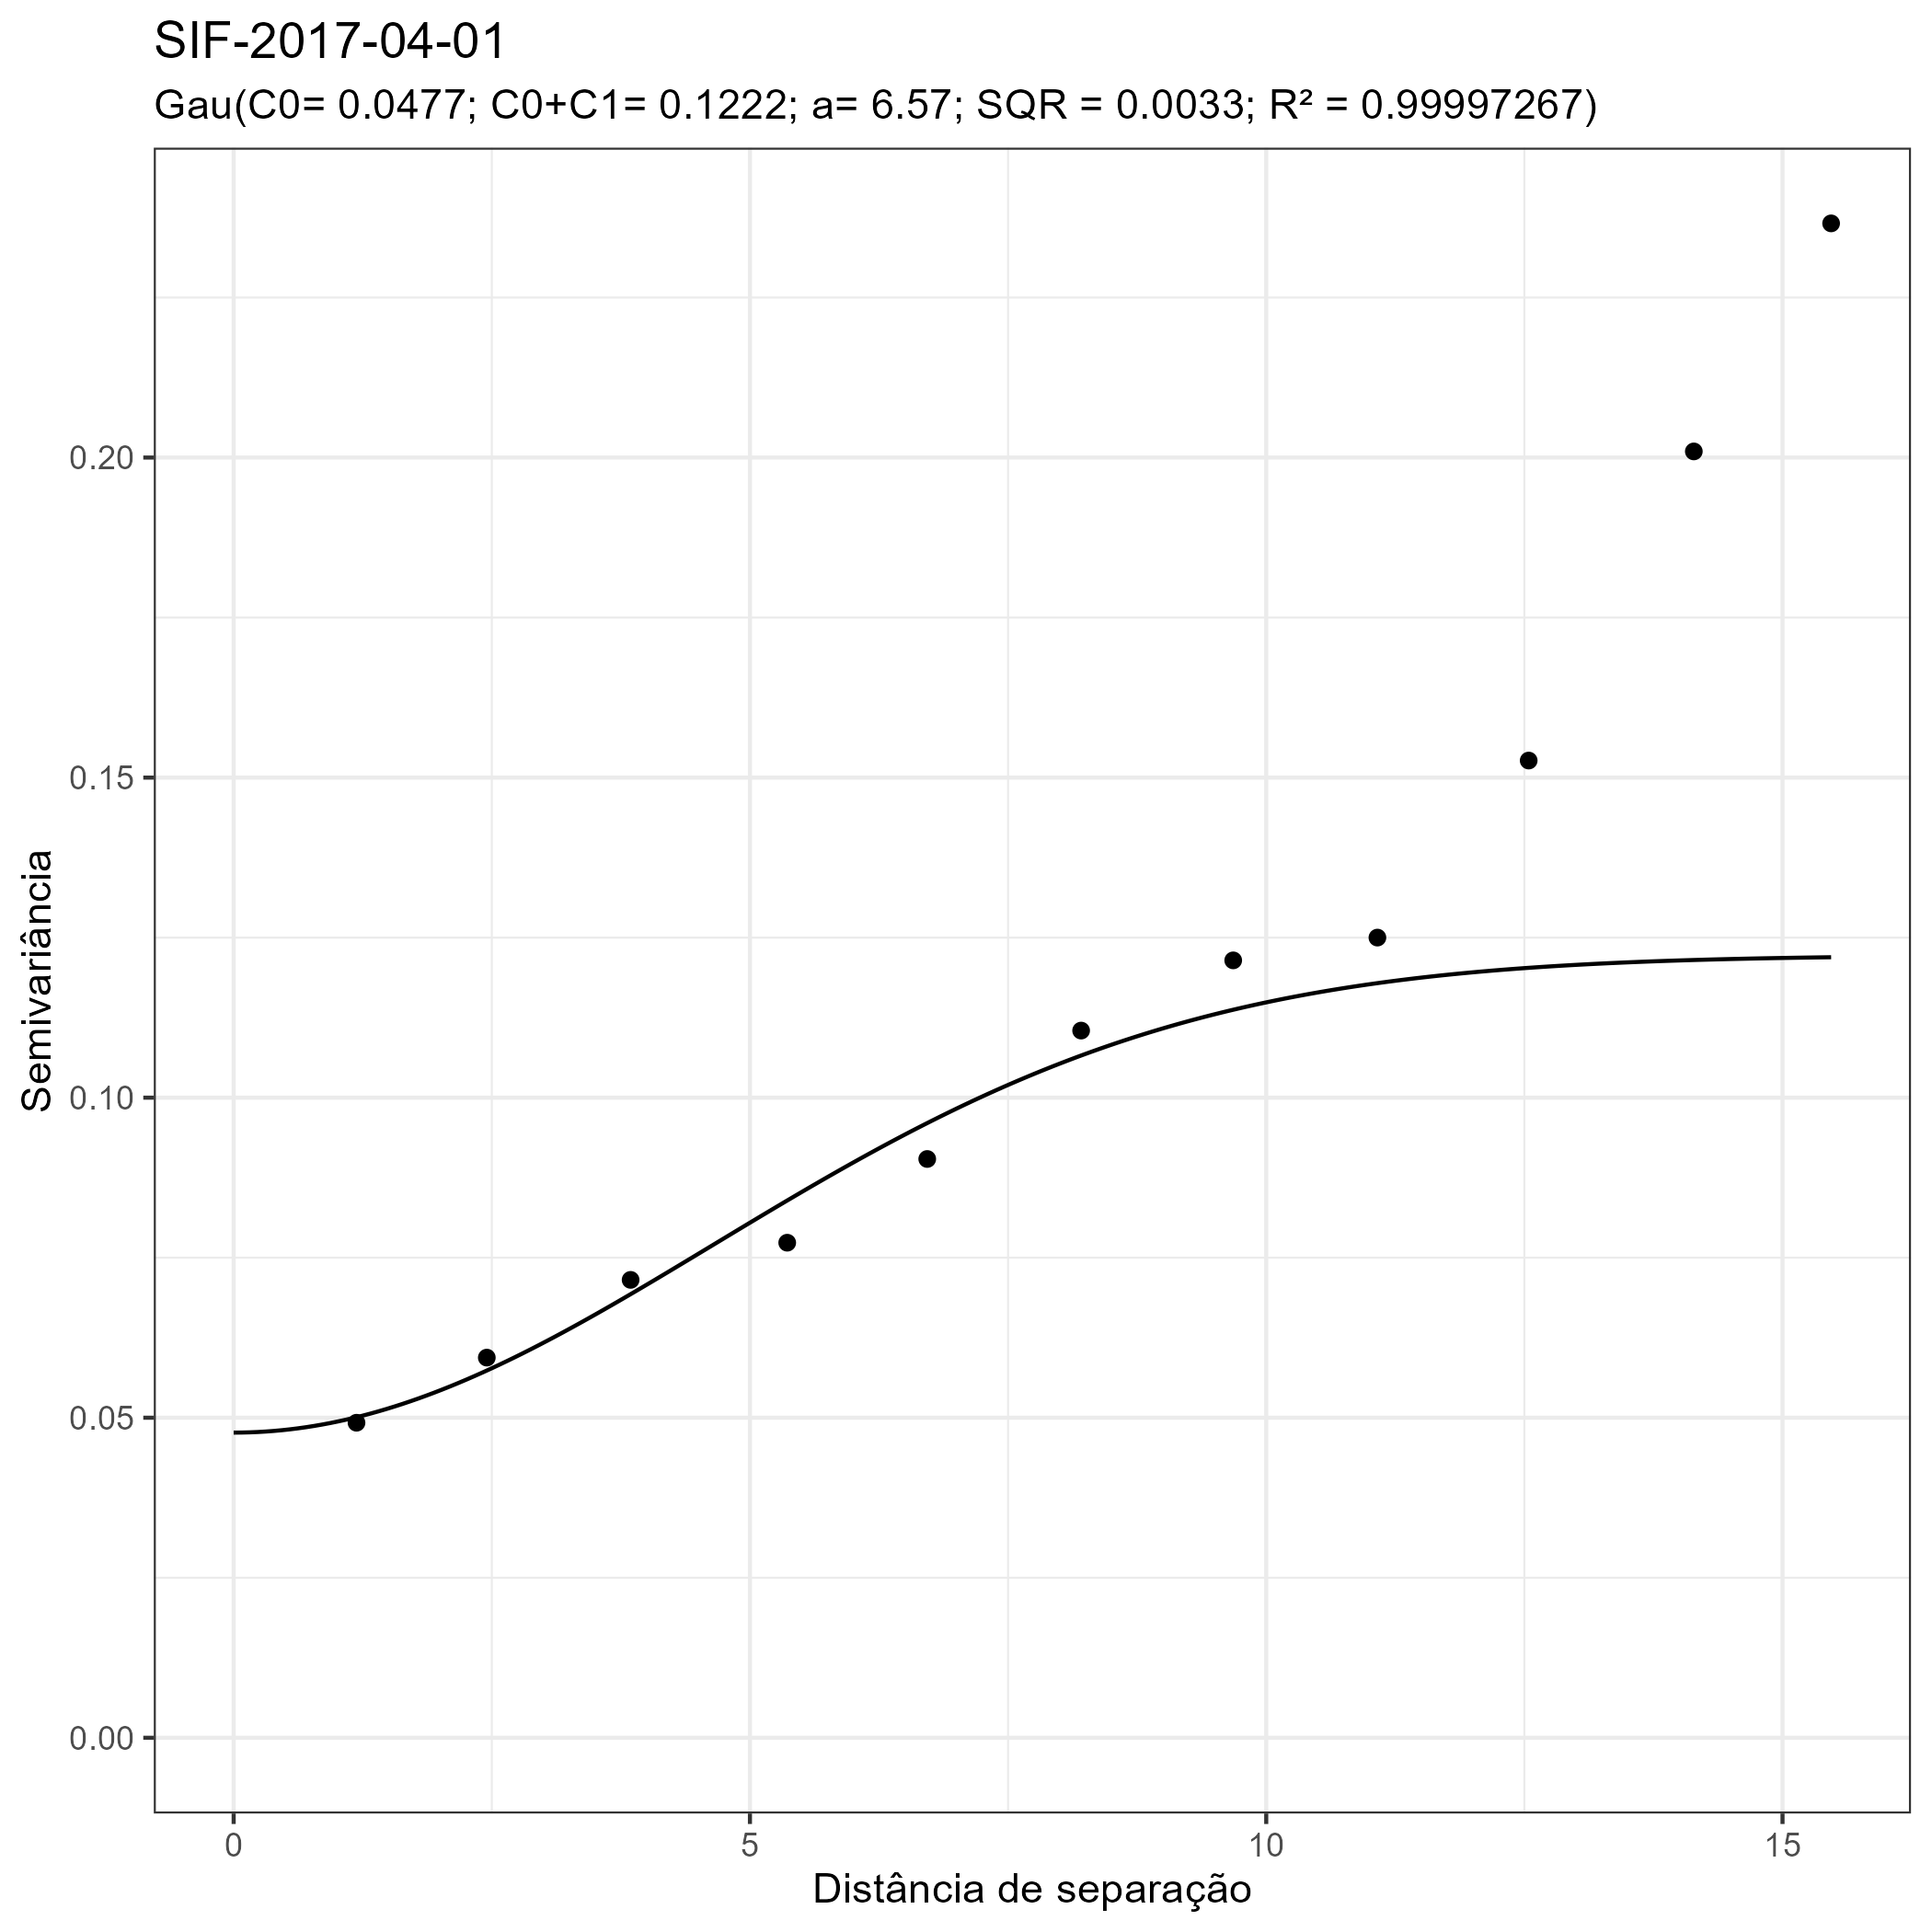 SIF-2017-04-01
Gau(C0= 0.0477; C0+C1= 0.1222; a= 6.57; SQR = 0.0033; R² = 0.99997267)
Semivariância
0.20
0.15
0.10
0.05
0.00
0 5 10 15
Distância de separação